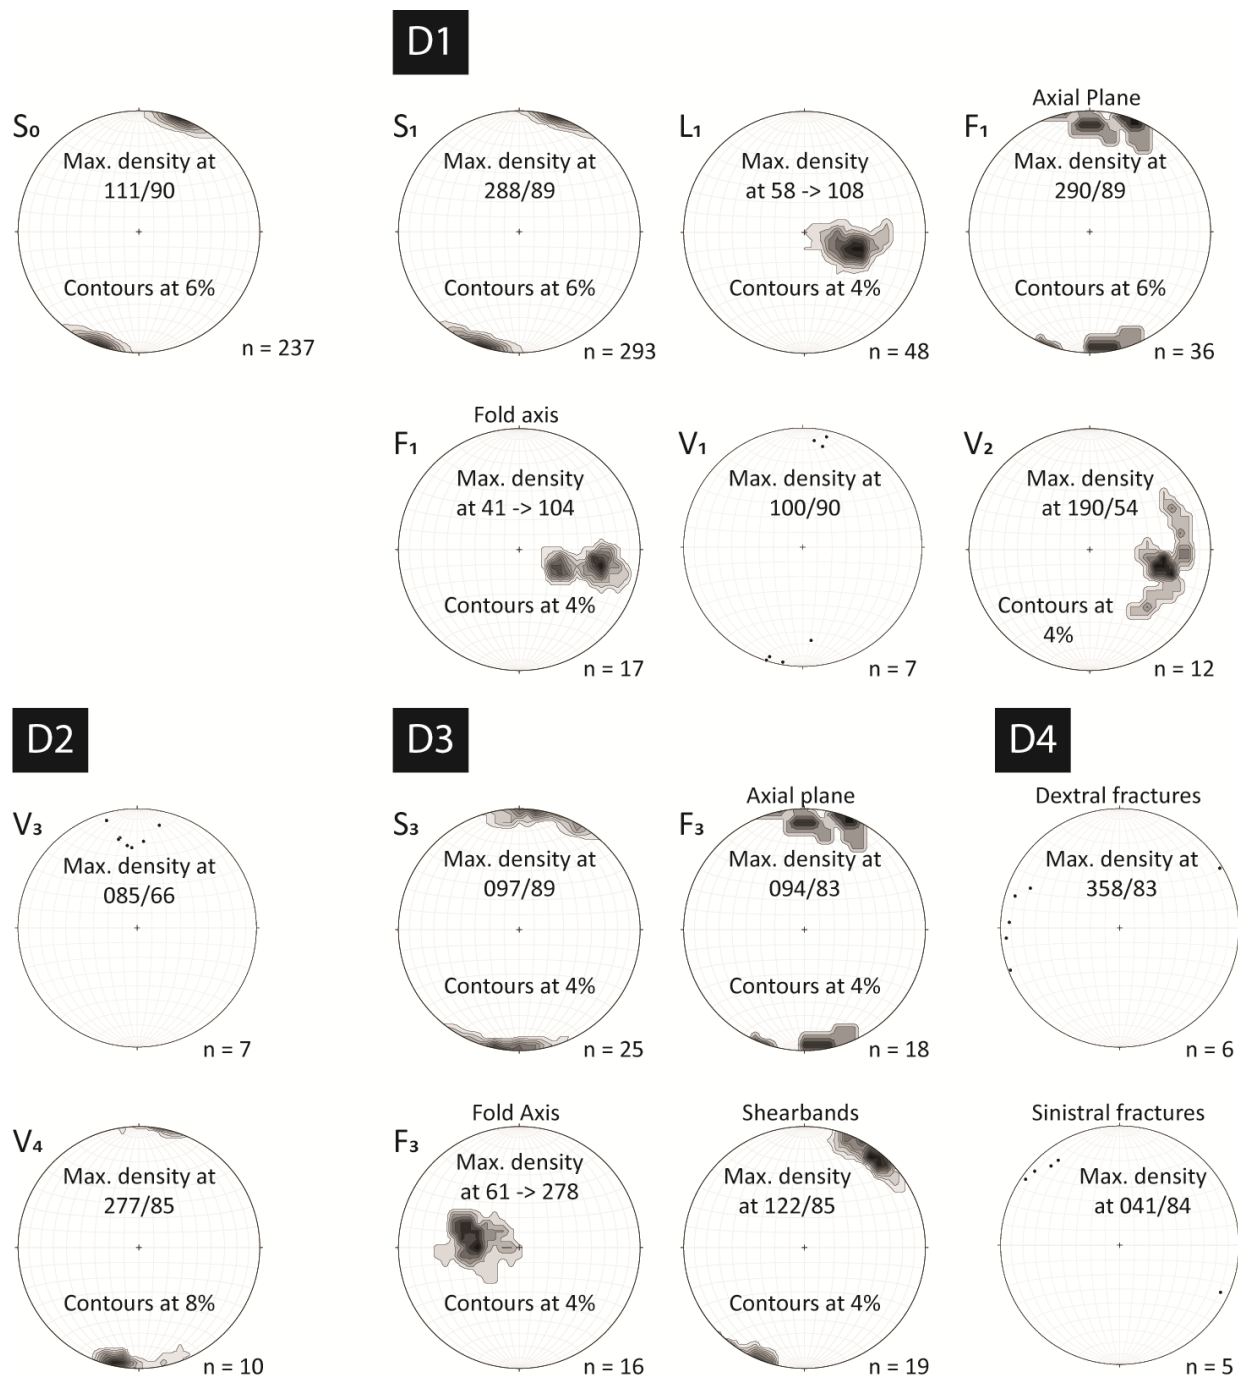 D1
S₀
Max. density at
111/90
Contours at 6%
n = 237
S₁
Max. density at
288/89
Contours at 6%
n = 293
L₁
Max. density
at 58 -> 108
Contours at 4%
n = 48
Axial Plane
F₁
Max. density at
290/89
Contours at 6%
n = 36
Fold axis
F₁
Max. density
at 41 -> 104
Contours at 4%
n = 17
V₁
Max. density at
100/90
n = 7
V₂
Max. density
at 190/54
Contours at
4%
n = 12
D2
V₃
Max. density at
085/66
n = 7
V₄
Max. density at
277/85
Contours at 8%
n = 10
D3
S₃
Max. density at
097/89
Contours at 4%
n = 25
Axial plane
F₃
Max. density at
094/83
Contours at 4%
n = 18
Fold Axis
F₃
Max. density
at 61 -> 278
Contours at 4%
n = 16
Shearbands
Max. density
at 122/85
Contours at 4%
n = 19
D4
Dextral fractures
Max. density at
358/83
n = 6
Sinistral fractures
Max. density
at 041/84
n = 5